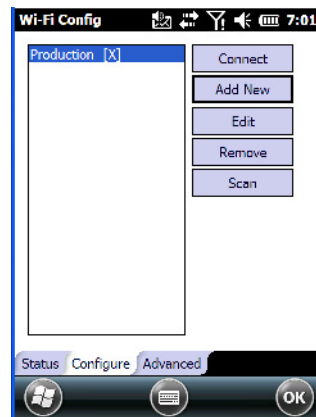 Wi-Fi Config 7:01
Production [X]
Connect
Add New
Edit
Remove
Scan
Status Configure Advanced
OK